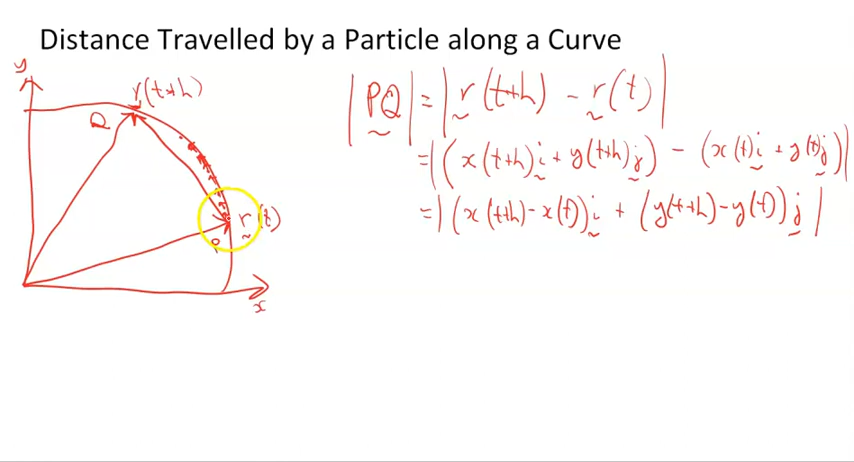 Distance Travelled by a Particle along a Curve
y
r(t+h)
Q
r(t)
P
x
|PQ| = |r(t+h) - r(t)|
=|(x(t+h)i + y(t+h)j) - (x(t)i + y(t)j)|
=|(x(t+h) - x(t))i + (y(t+h) - y(t))j|